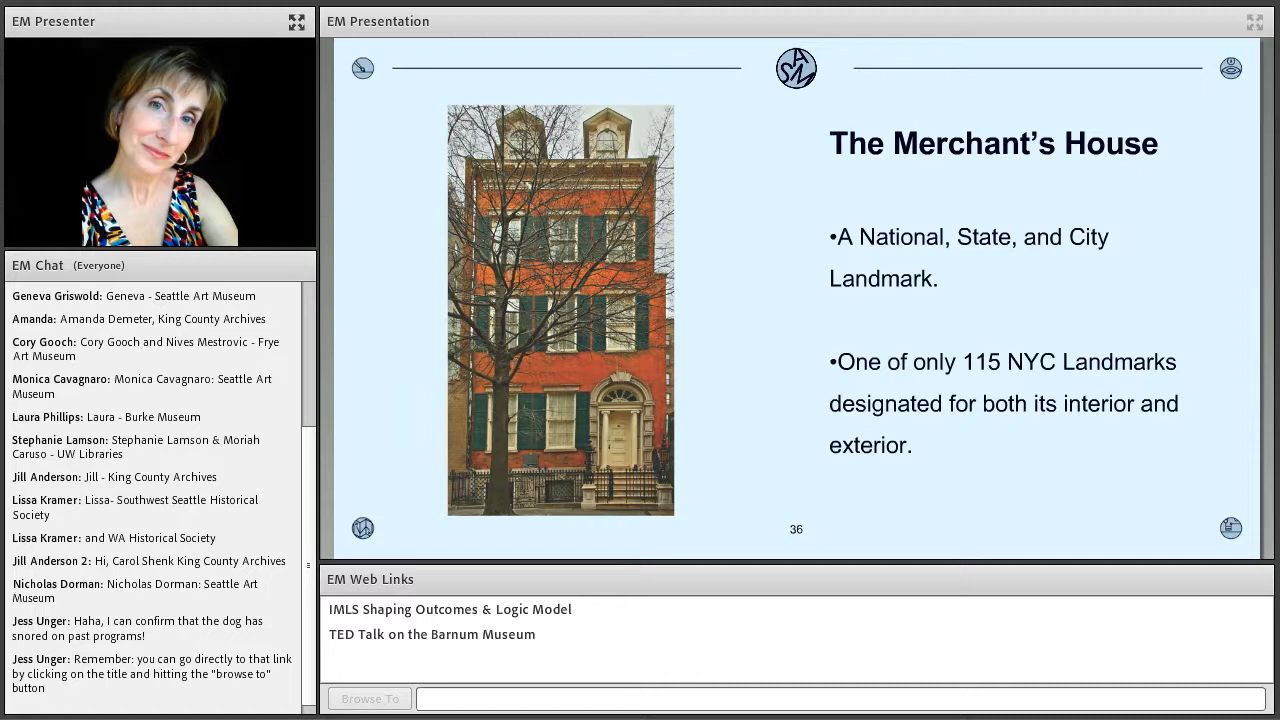 EM Presenter
EM Chat (Everyone)
Geneva Griswold: Geneva - Seattle Art Museum
Amanda: Amanda Demeter, King County Archives
Cory Gooch: Cory Gooch and Nives Mestrovic - Frye
Art Museum
Monica Cavagnaro: Monica Cavagnaro: Seattle Art
Museum
Laura Phillips: Laura - Burke Museum
Stephanie Lamson: Stephanie Lamson & Moriah
Caruso - UW Libraries
Jill Anderson: Jill - King County Archives
Lissa Kramer: Lissa- Southwest Seattle Historical
Society
Lissa Kramer: and WA Historical Society
Jill Anderson 2: Hi, Carol Shenk King County Archives
Nicholas Dorman: Nicholas Dorman: Seattle Art
Museum
Jess Unger: Haha, I can confirm that the dog has
snored on past programs!
Jess Unger: Remember: you can go directly to that link
by clicking on the title and hitting the "browse to"
button
EM Presentation
ASM
The Merchant’s House
•A National, State, and City
Landmark.
•One of only 115 NYC Landmarks
designated for both its interior and
exterior.
36
EM Web Links
IMLS Shaping Outcomes & Logic Model
TED Talk on the Barnum Museum
Browse To